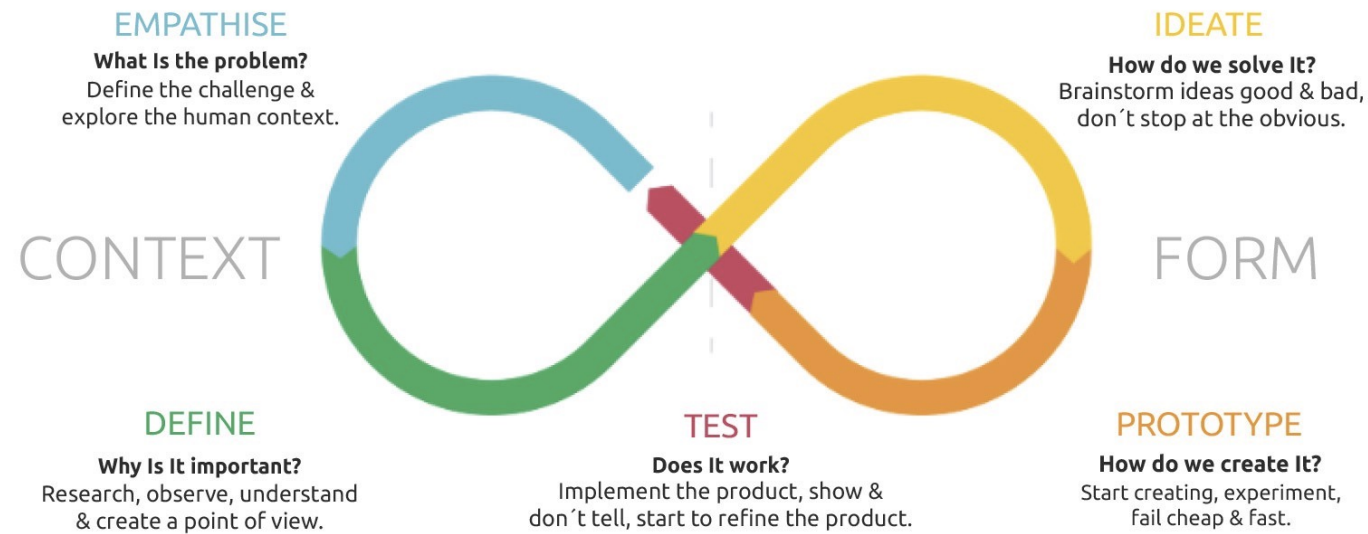 EMPATHISE
What Is the problem?
Define the challenge &
explore the human context.
IDEATE
How do we solve It?
Brainstorm ideas good & bad,
don´t stop at the obvious.
CONTEXT
FORM
DEFINE
Why Is It important?
Research, observe, understand
& create a point of view.
TEST
Does It work?
Implement the product, show &
don´t tell, start to refine the product.
PROTOTYPE
How do we create It?
Start creating, experiment,
fail cheap & fast.